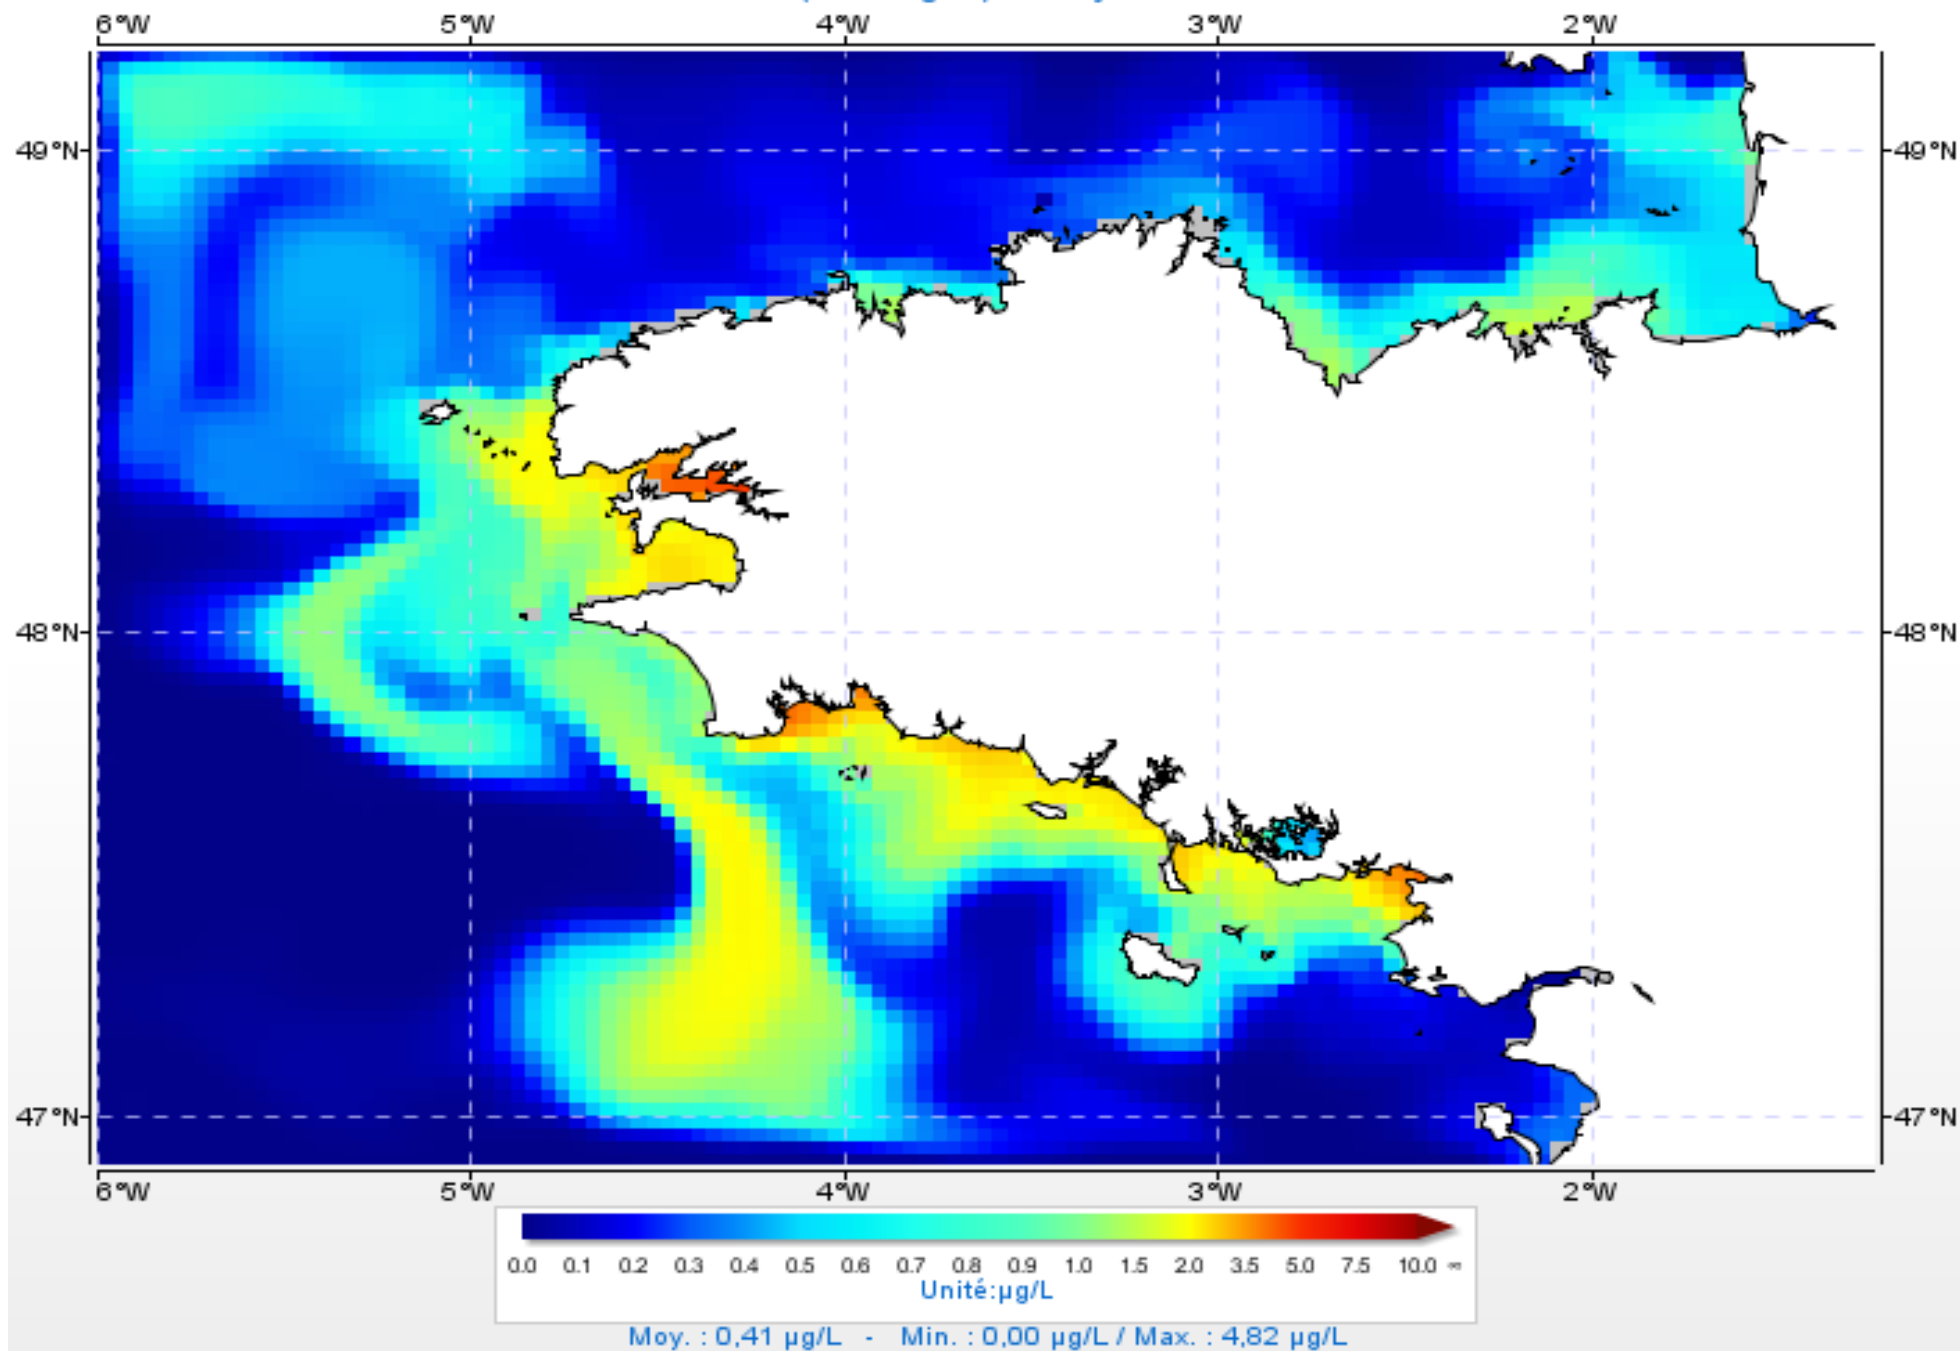 6°W 5°W 4°W 3°W 2°W
49°N 49°N
48°N 48°N
47°N 47°N
6°W 5°W 4°W 3°W 2°W
0.0 0.1 0.2 0.3 0.4 0.5 0.6 0.7 0.8 0.9 1.0 1.5 2.0 3.5 5.0 7.5 10.0 ∞
Unité:µg/L
Moy. : 0,41 µg/L - Min. : 0,00 µg/L / Max. : 4,82 µg/L